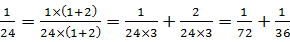 1/24 = 1×(1+2)/24×(1+2) = 1/24×3 + 2/24×3 = 1/72 + 1/36